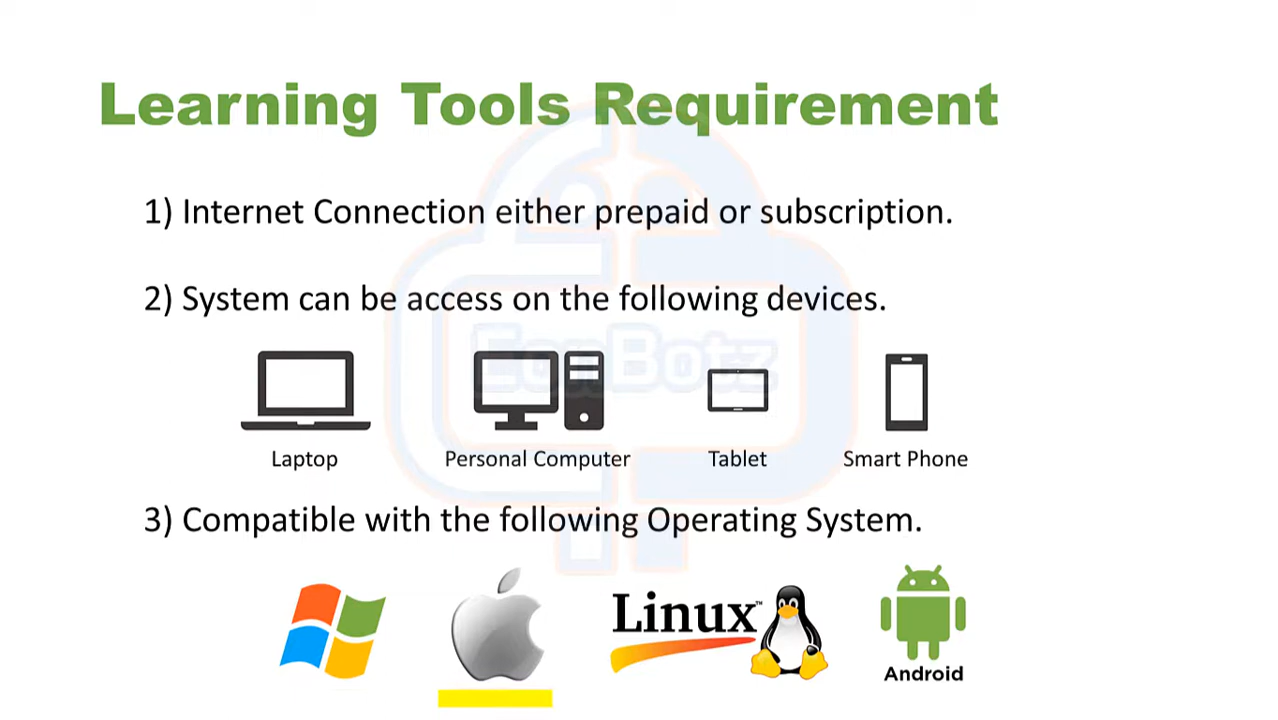 Learning Tools Requirement
1) Internet Connection either prepaid or subscription.
2) System can be access on the following devices.
Laptop Personal Computer Tablet Smart Phone
3) Compatible with the following Operating System.
Linux™
Android